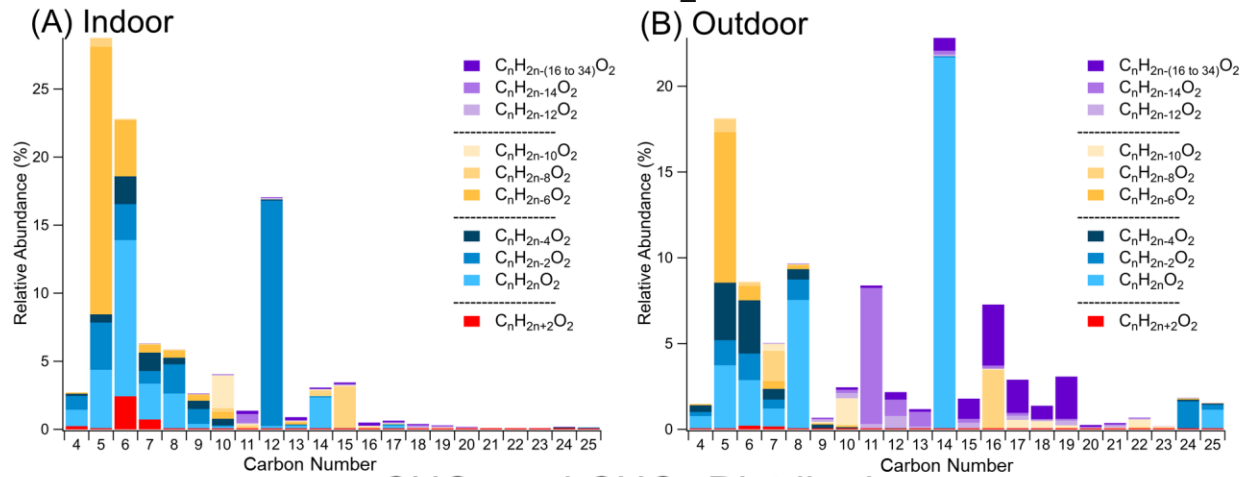 (A) Indoor
Relative Abundance (%)
25
20
15
10
5
0
CnH2n-(16 to 34)O2
CnH2n-14O2
CnH2n-12O2
--------------------
CnH2n-10O2
CnH2n-8O2
CnH2n-6O2
--------------------
CnH2n-4O2
CnH2n-2O2
CnH2nO2
--------------------
CnH2n+2O2
4 5 6 7 8 9 10 11 12 13 14 15 16 17 18 19 20 21 22 23 24 25
Carbon Number
(B) Outdoor
Relative Abundance (%)
20
15
10
5
0
CnH2n-(16 to 34)O2
CnH2n-14O2
CnH2n-12O2
--------------------
CnH2n-10O2
CnH2n-8O2
CnH2n-6O2
--------------------
CnH2n-4O2
CnH2n-2O2
CnH2nO2
--------------------
CnH2n+2O2
4 5 6 7 8 9 10 11 12 13 14 15 16 17 18 19 20 21 22 23 24 25
Carbon Number